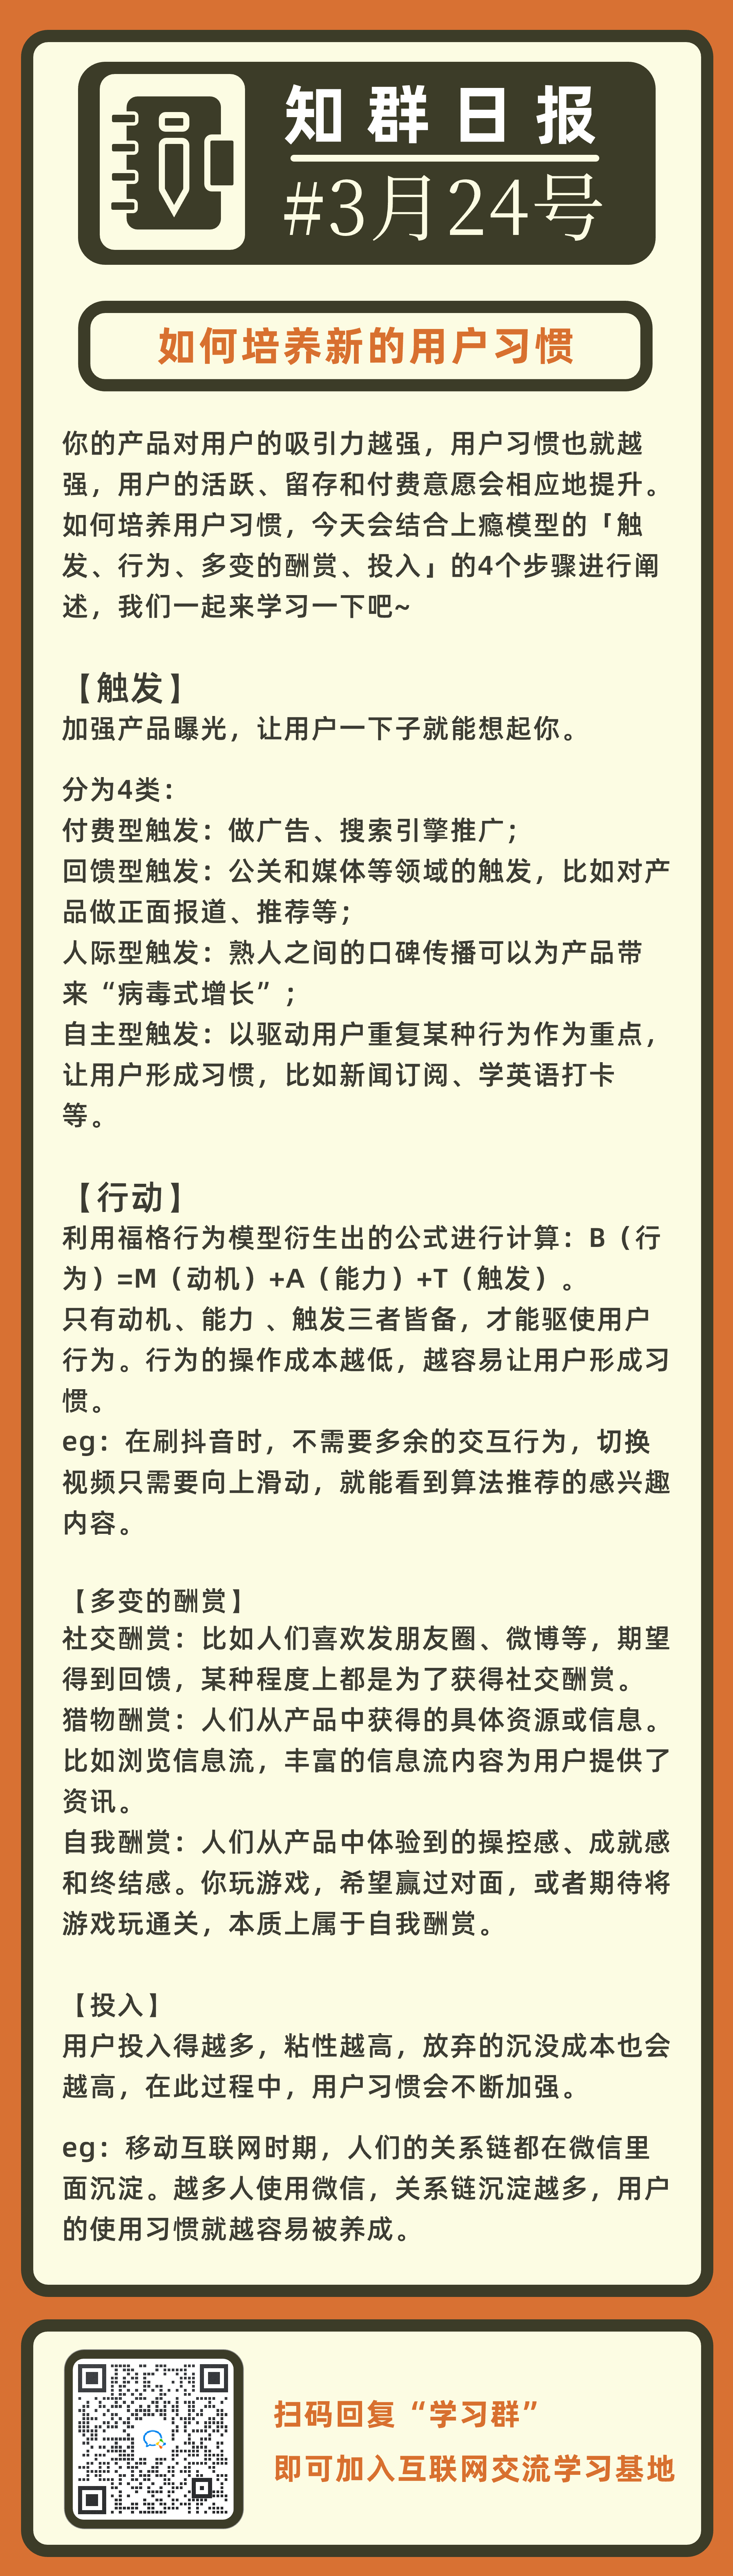 知群日报
#3月24号
如何培养新的用户习惯
你的产品对用户的吸引力越强，用户习惯也就越
强，用户的活跃、留存和付费意愿会相应地提升。
如何培养用户习惯，今天会结合上瘾模型的「触
发、行为、多变的酬赏、投入」的4个步骤进行阐
述，我们一起来学习一下吧~
【触发】
加强产品曝光，让用户一下子就能想起你。
分为4类：
付费型触发：做广告、搜索引擎推广；
回馈型触发：公关和媒体等领域的触发，比如对产
品做正面报道、推荐等；
人际型触发：熟人之间的口碑传播可以为产品带
来“病毒式增长”；
自主型触发：以驱动用户重复某种行为作为重点，
让用户形成习惯，比如新闻订阅、学英语打卡
等。
【行动】
利用福格行为模型衍生出的公式进行计算：B（行
为）=M（动机）+A（能力）+T（触发）。
只有动机、能力 、触发三者皆备，才能驱使用户
行为。行为的操作成本越低，越容易让用户形成习
惯。
eg：在刷抖音时，不需要多余的交互行为，切换
视频只需要向上滑动，就能看到算法推荐的感兴趣
内容。
【多变的酬赏】
社交酬赏：比如人们喜欢发朋友圈、微博等，期望
得到回馈，某种程度上都是为了获得社交酬赏。
猎物酬赏：人们从产品中获得的具体资源或信息。
比如浏览信息流，丰富的信息流内容为用户提供了
资讯。
自我酬赏：人们从产品中体验到的操控感、成就感
和终结感。你玩游戏，希望赢过对面，或者期待将
游戏玩通关，本质上属于自我酬赏。
【投入】
用户投入得越多，粘性越高，放弃的沉没成本也会
越高，在此过程中，用户习惯会不断加强。
eg：移动互联网时期，人们的关系链都在微信里
面沉淀。越多人使用微信，关系链沉淀越多，用户
的使用习惯就越容易被养成。
扫码回复“学习群”
即可加入互联网交流学习基地